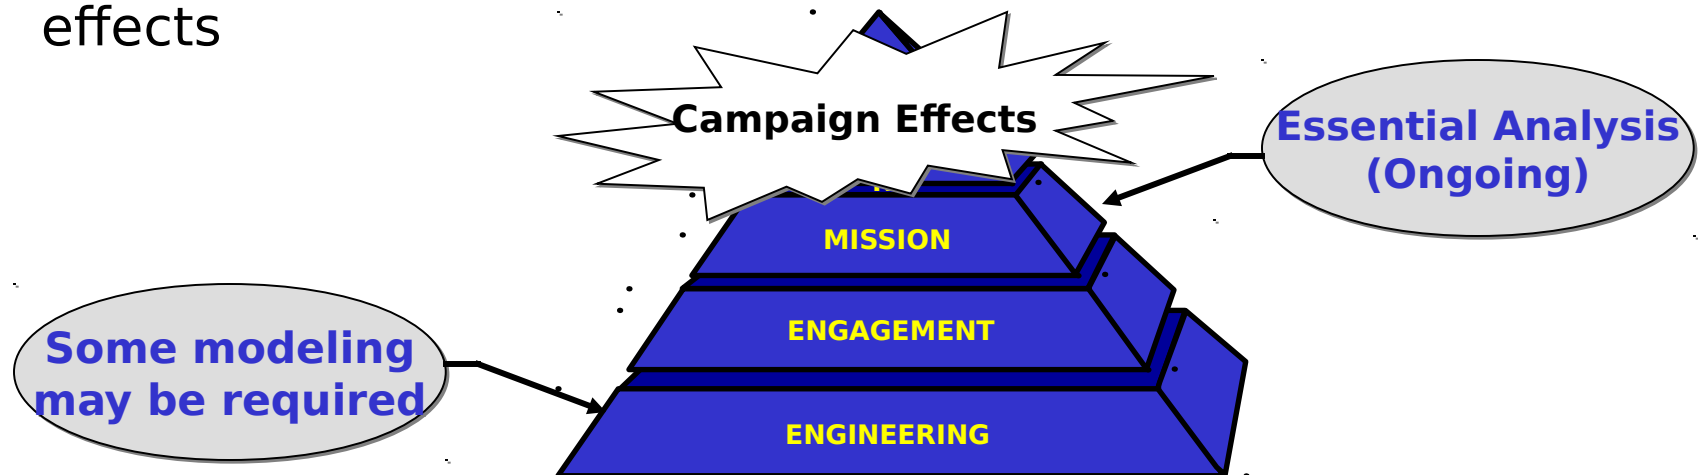 effects
Campaign Effects
Essential Analysis
(Ongoing)
MISSION
Some modeling
may be required
ENGAGEMENT
ENGINEERING